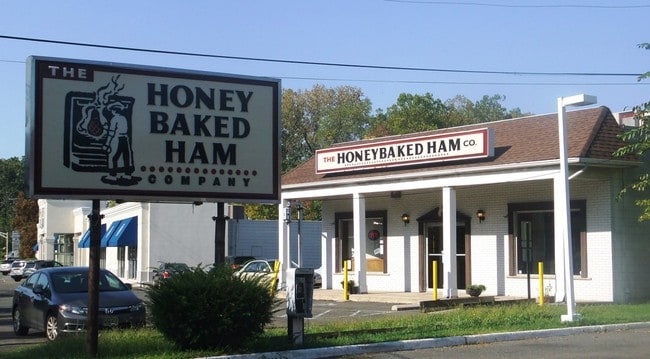 THE
HONEY
BAKED
HAM
COMPANY
THE HONEYBAKED HAM CO.